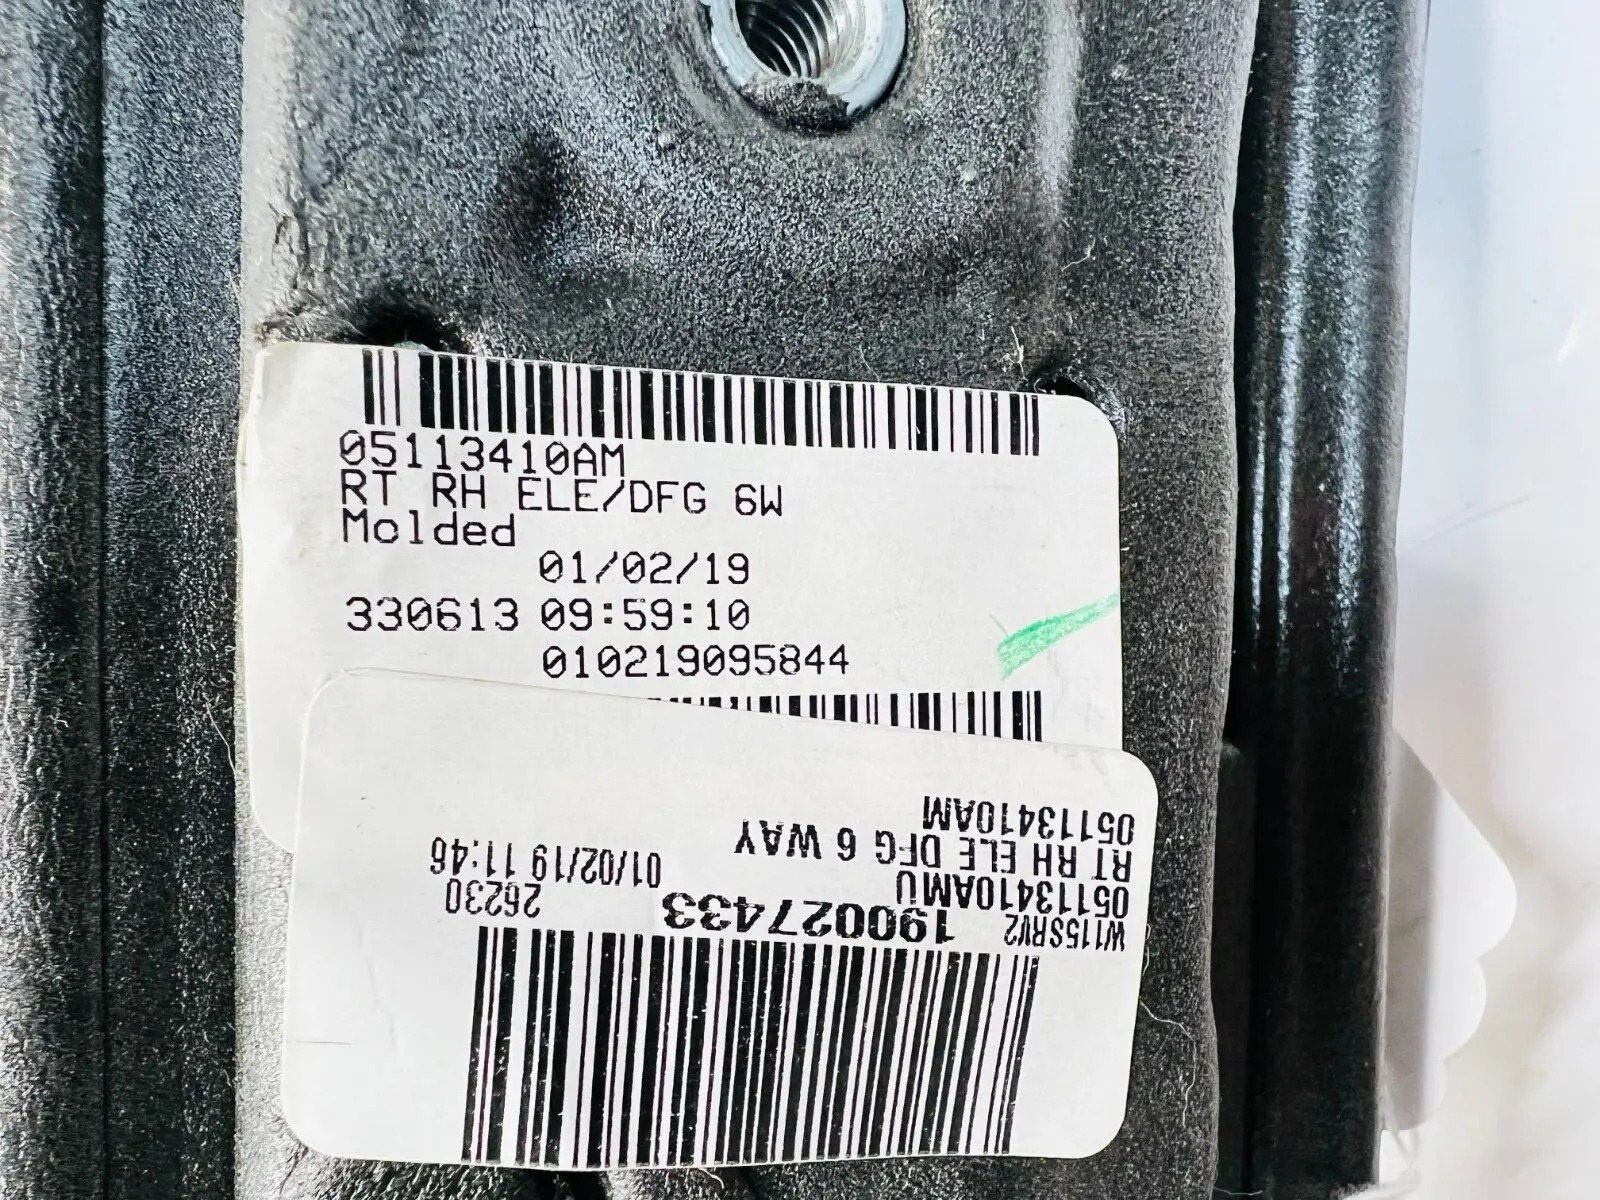 05113410AM
RT RH ELE/DFG 6W
Molded
01/02/19
330613 09:59:10
010219095844
W115SRV2 190027433 26230
05113410AMU 01/02/19 11:46
RT RH ELE DFG 6 WAY
05113410AM